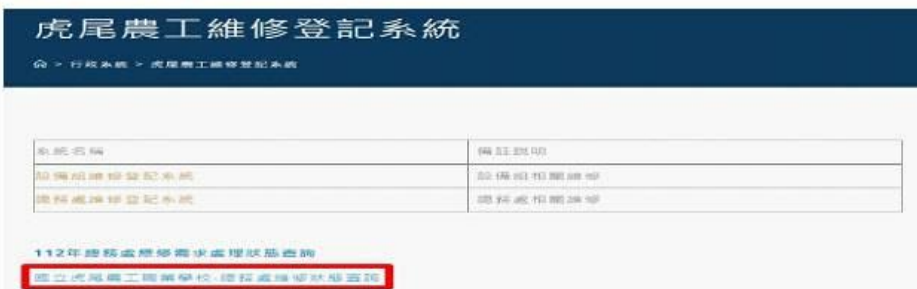 虎尾農工維修登記系統
> 行政系統 > 虎尾農工維修登記系統
系統名稱 備註說明
設備組維修登記系統 設備組相關維修
總務處維修登記系統 總務處相關維修
112年總務處應修需求處理狀態查詢
國立虎尾農工職業學校-總務處維修狀態查詢